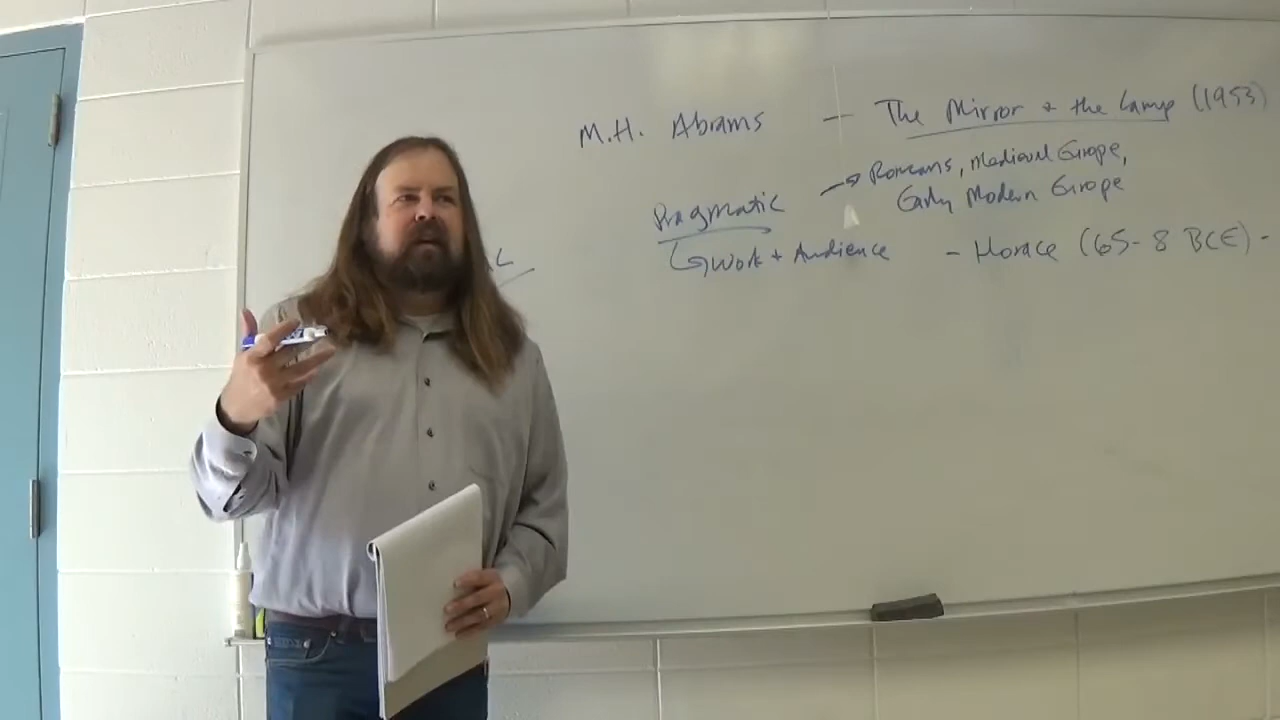 M.H. Abrams — The Mirror + the Lamp (1953)
Pragmatic → Romans, Medieval Europe,
Early Modern Europe
↳ Work + Audience - Horace (65-8 BCE) -